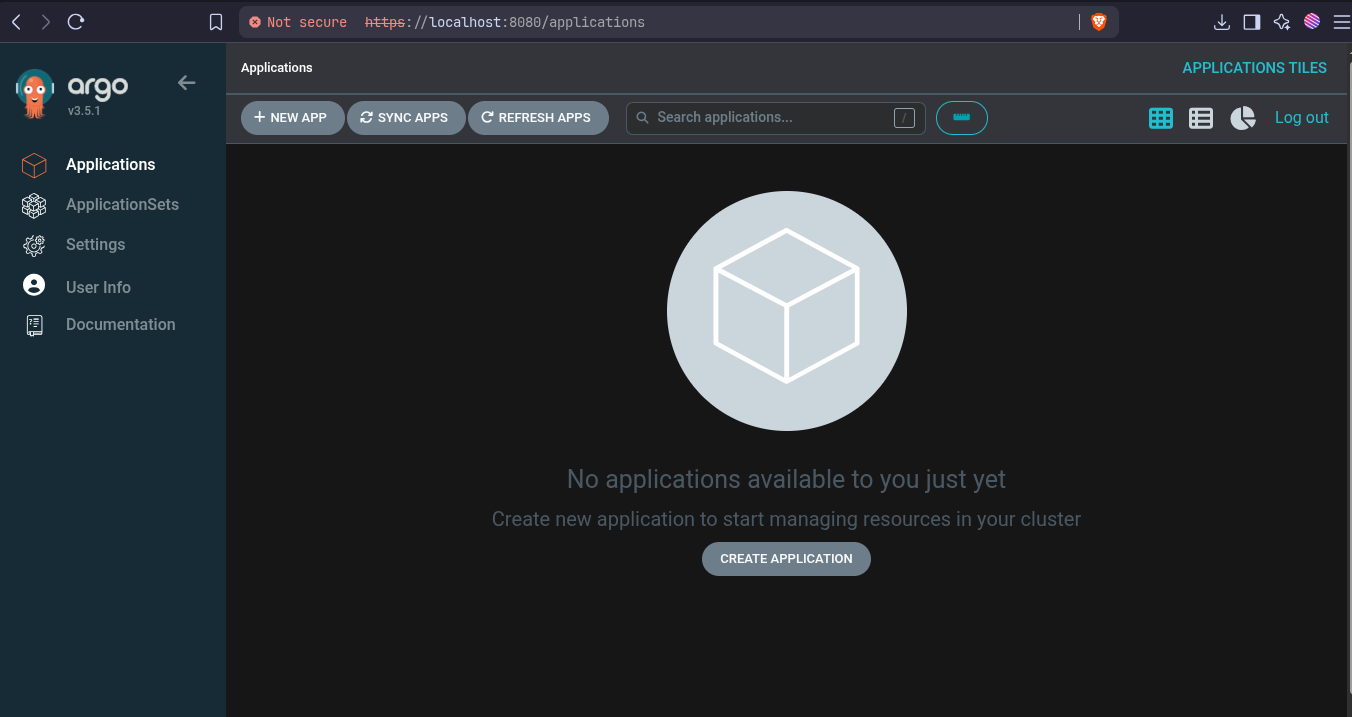 Not secure https://localhost:8080/applications
argo
v3.5.1
Applications
ApplicationSets
Settings
User Info
Documentation
Applications
APPLICATIONS TILES
NEW APP
SYNC APPS
REFRESH APPS
Search applications...
/
Log out
No applications available to you just yet
Create new application to start managing resources in your cluster
CREATE APPLICATION